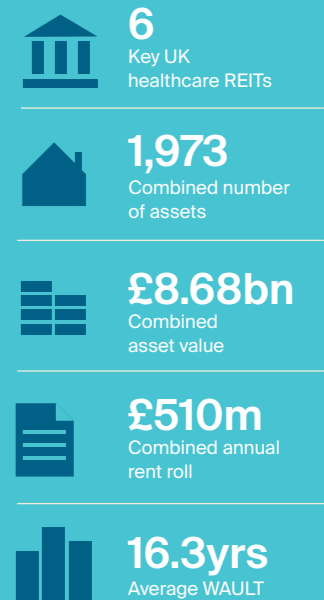 6
Key UK
healthcare REITs
1,973
Combined number
of assets
£8.68bn
Combined
asset value
£510m
Combined annual
rent roll
16.3yrs
Average WAULT